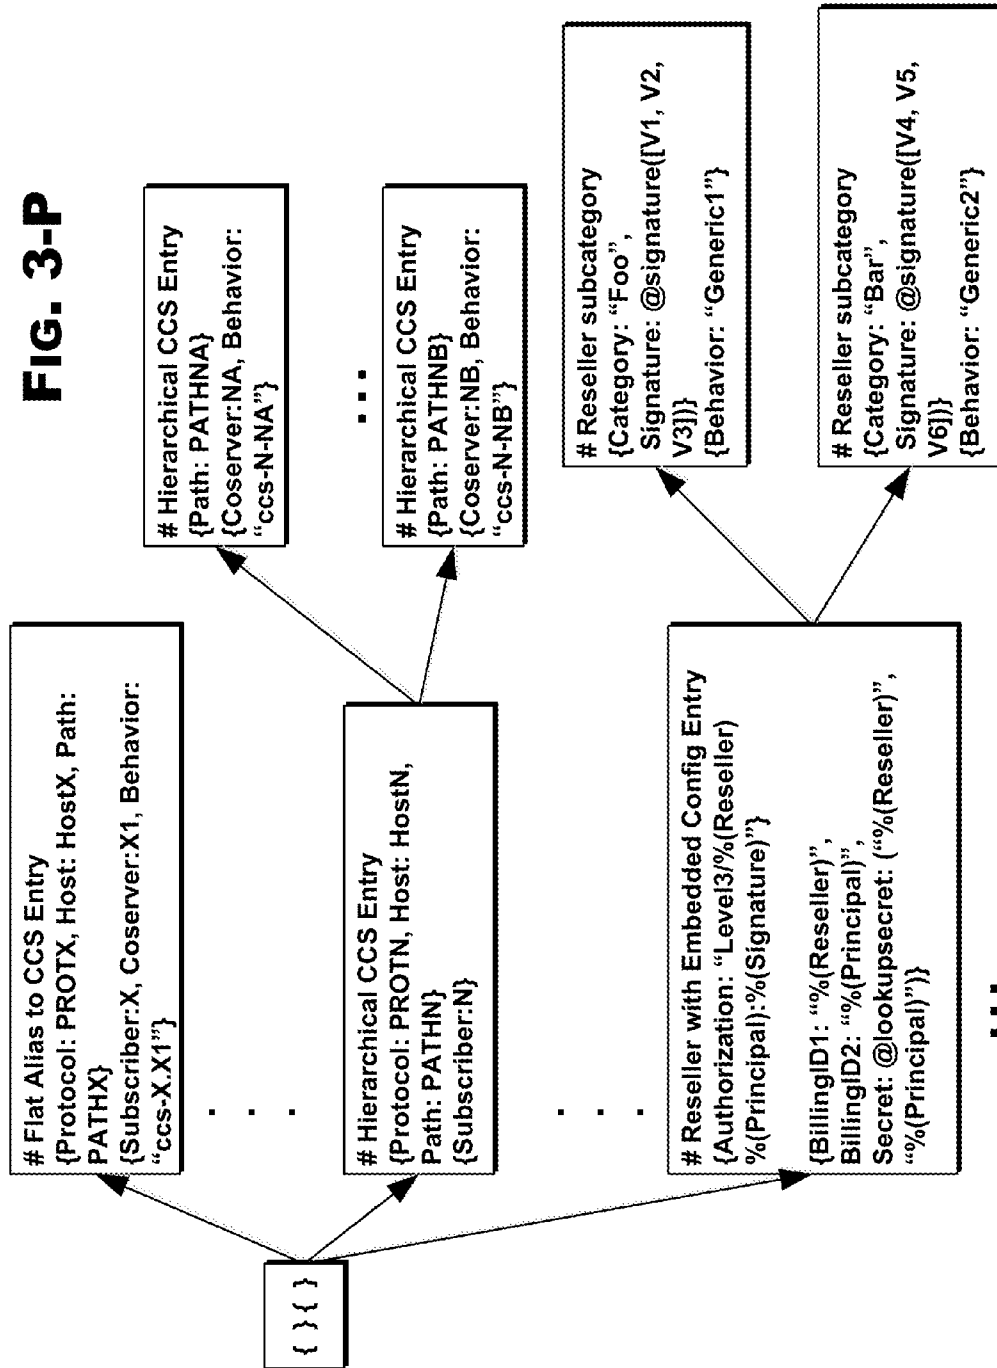 FIG. 3-P
{ } { }
# Flat Alias to CCS Entry
{Protocol: PROTX, Host: HostX, Path:
PATHX}
{Subscriber:X, Coserver:X1, Behavior:
“ccs-X.X1”}
. . . .
# Hierarchical CCS Entry
{Protocol: PROTN, Host: HostN,
Path: PATHN}
{Subscriber:N}
. . . .
# Reseller with Embedded Config Entry
{Authorization: “Level3/%(Reseller)
%(Principal):%(Signature)”}
{BillingID1: “%(Reseller)”,
BillingID2: “%(Principal)”,
Secret: @lookupsecret: (“%(Reseller)”,
“%(Principal)”)}
...
# Hierarchical CCS Entry
{Path: PATHNA}
{Coserver:NA, Behavior:
“ccs-N-NA”}
...
# Hierarchical CCS Entry
{Path: PATHNB}
{Coserver:NB, Behavior:
“ccs-N-NB”}
# Reseller subcategory
{Category: “Foo”,
Signature: @signature([V1, V2,
V3])}
{Behavior: “Generic1”}
# Reseller subcategory
{Category: “Bar”,
Signature: @signature([V4, V5,
V6])}
{Behavior: “Generic2”}